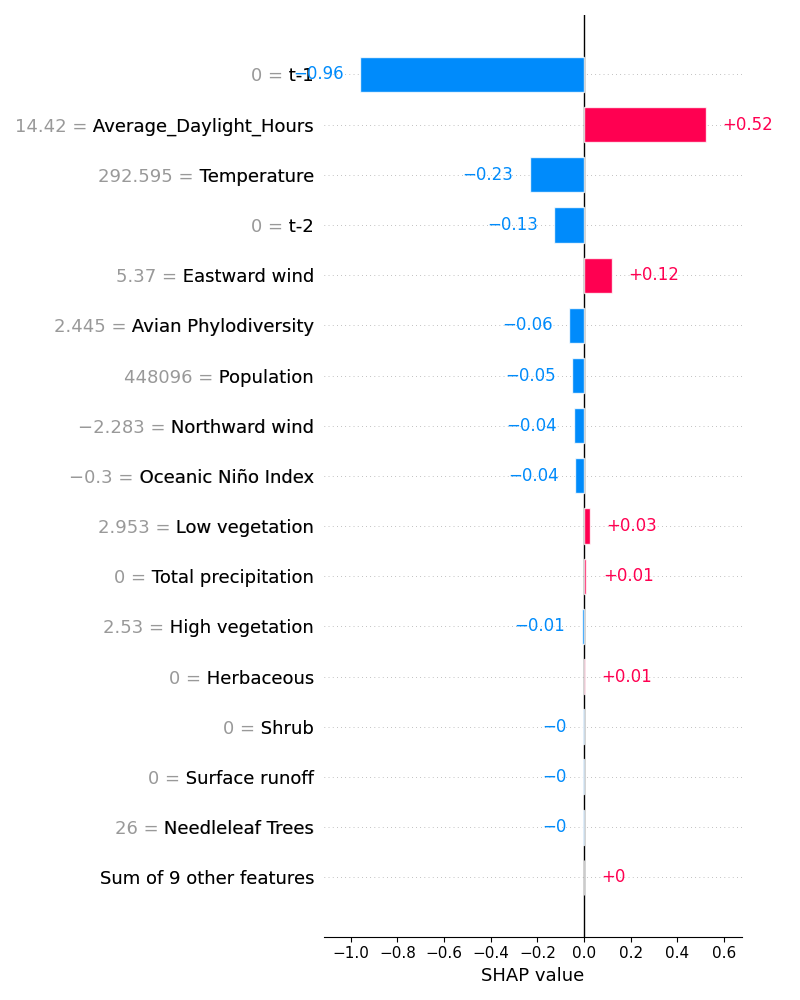 0 = t-1 −0.96
14.42 = Average_Daylight_Hours +0.52
292.595 = Temperature −0.23
0 = t-2 −0.13
5.37 = Eastward wind +0.12
2.445 = Avian Phylodiversity −0.06
448096 = Population −0.05
−2.283 = Northward wind −0.04
−0.3 = Oceanic Niño Index −0.04
2.953 = Low vegetation +0.03
0 = Total precipitation +0.01
2.53 = High vegetation −0.01
0 = Herbaceous +0.01
0 = Shrub −0
0 = Surface runoff −0
26 = Needleleaf Trees −0
Sum of 9 other features +0
−1.0 −0.8 −0.6 −0.4 −0.2 0.0 0.2 0.4 0.6
SHAP value